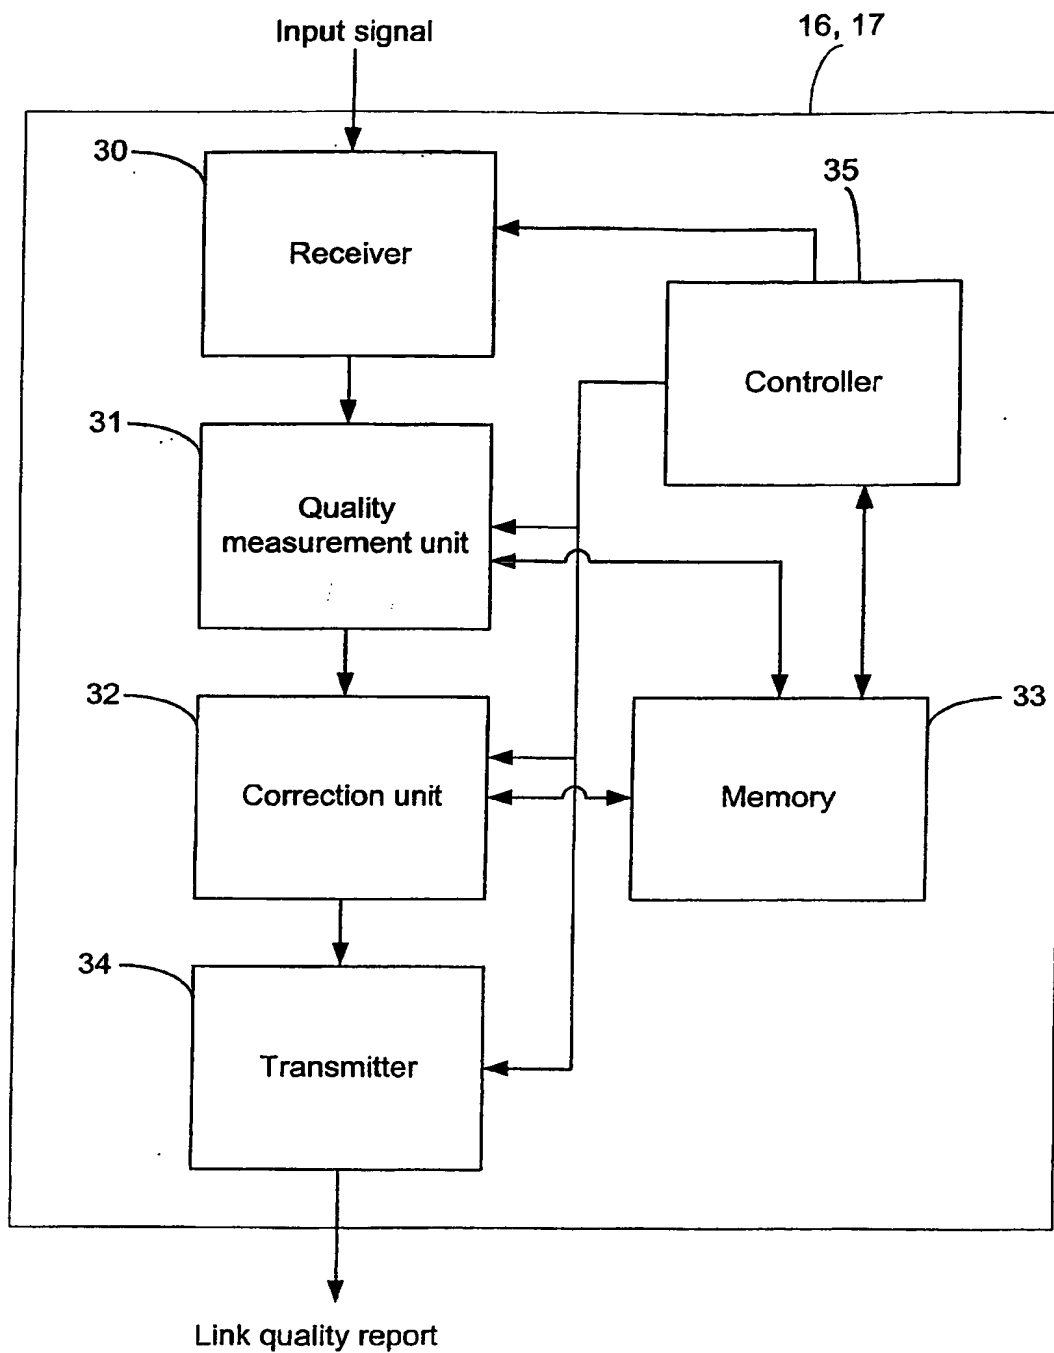 Input signal
16, 17
30
35
Receiver
Controller
31
Quality
measurement unit
32
33
Correction unit
Memory
34
Transmitter
Link quality report